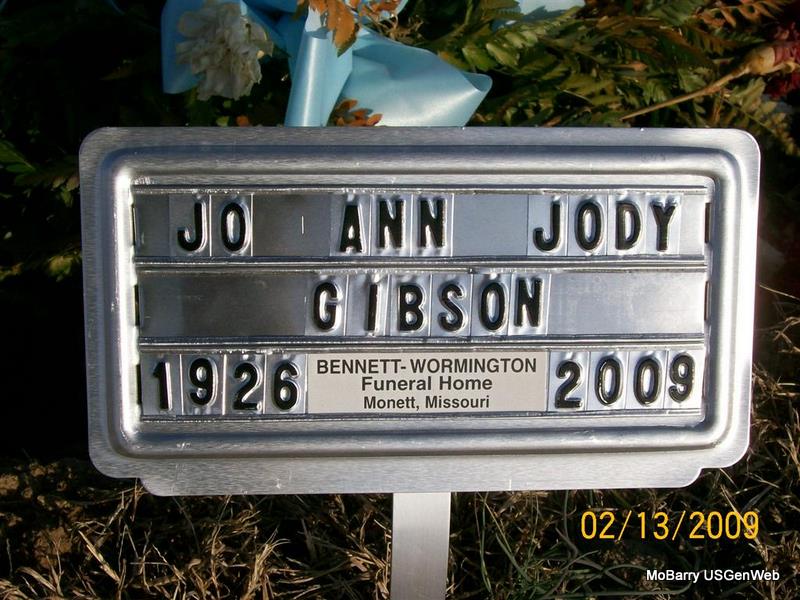 JO ANN JODY
GIBSON
1926 BENNETT-WORMINGTON 2009
Funeral Home
Monett, Missouri
02/13/2009
MoBarry USGenWeb